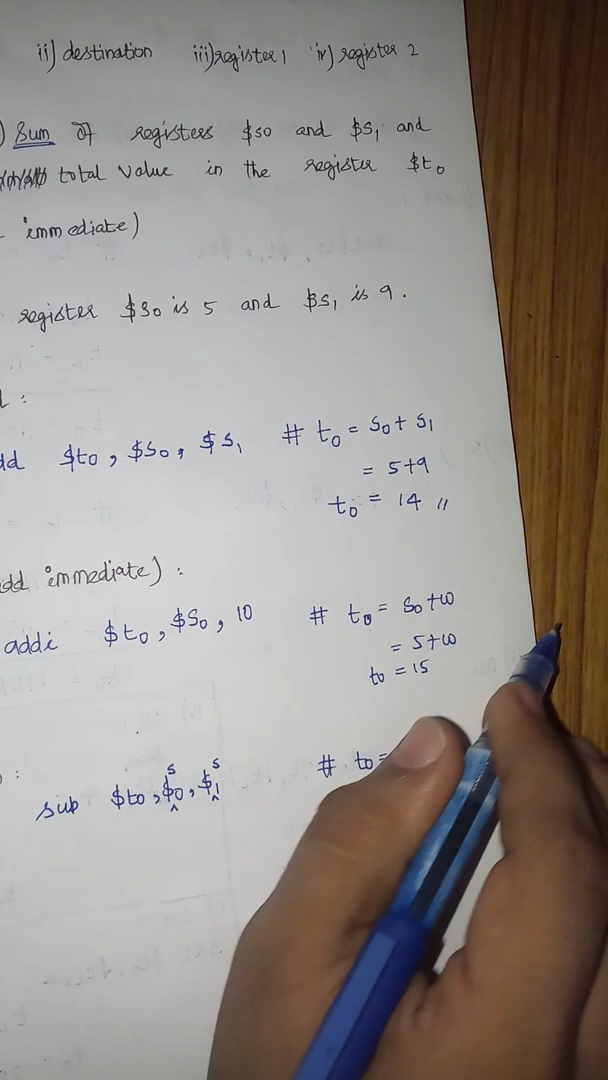 ii) destination iii) register 1 iv) register 2
) Sum of registers $s0 and $s1 and
total value in the register $t0
immediate)
register $s0 is 5 and $s1 is 9.
:
dd $t0, $s0, $s1 # t0 = s0 + s1
= 5+9
t0 = 14 //
dd immediate) :
addi $t0, $s0, 10 # t0 = s0 + 10
= 5+10
t0 = 15
:
sub $t0, $s0, $s1 # t0 =